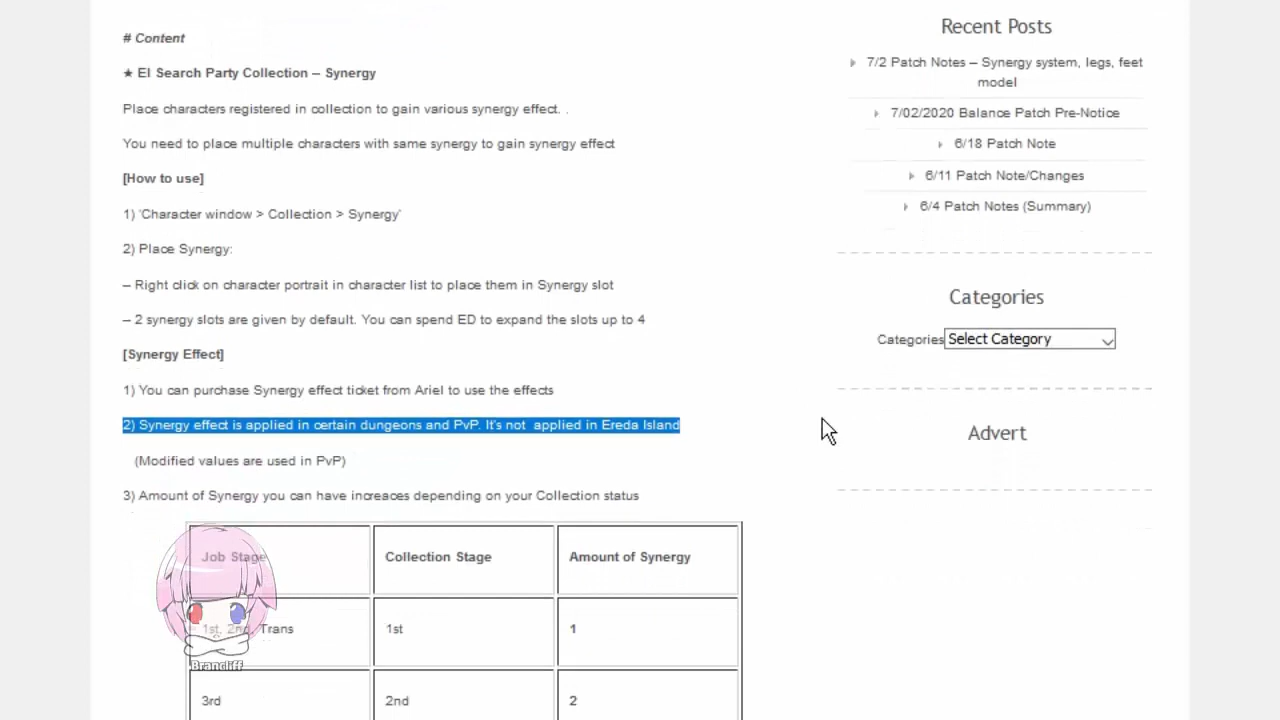 # Content
★ El Search Party Collection – Synergy
Place characters registered in collection to gain various synergy effect. .
You need to place multiple characters with same synergy to gain synergy effect
[How to use]
1) 'Character window > Collection > Synergy'
2) Place Synergy:
– Right click on character portrait in character list to place them in Synergy slot
– 2 synergy slots are given by default. You can spend ED to expand the slots up to 4
[Synergy Effect]
1) You can purchase Synergy effect ticket from Ariel to use the effects
2) Synergy effect is applied in certain dungeons and PvP. It's not applied in Ereda Island
(Modified values are used in PvP)
3) Amount of Synergy you can have increaces depending on your Collection status
Job Stage Collection Stage Amount of Synergy
1st, 2nd, Trans 1st 1
3rd 2nd 2
Brancliff
Recent Posts
7/2 Patch Notes – Synergy system, legs, feet
model
7/02/2020 Balance Patch Pre-Notice
6/18 Patch Note
6/11 Patch Note/Changes
6/4 Patch Notes (Summary)
Categories
Categories Select Category
Advert